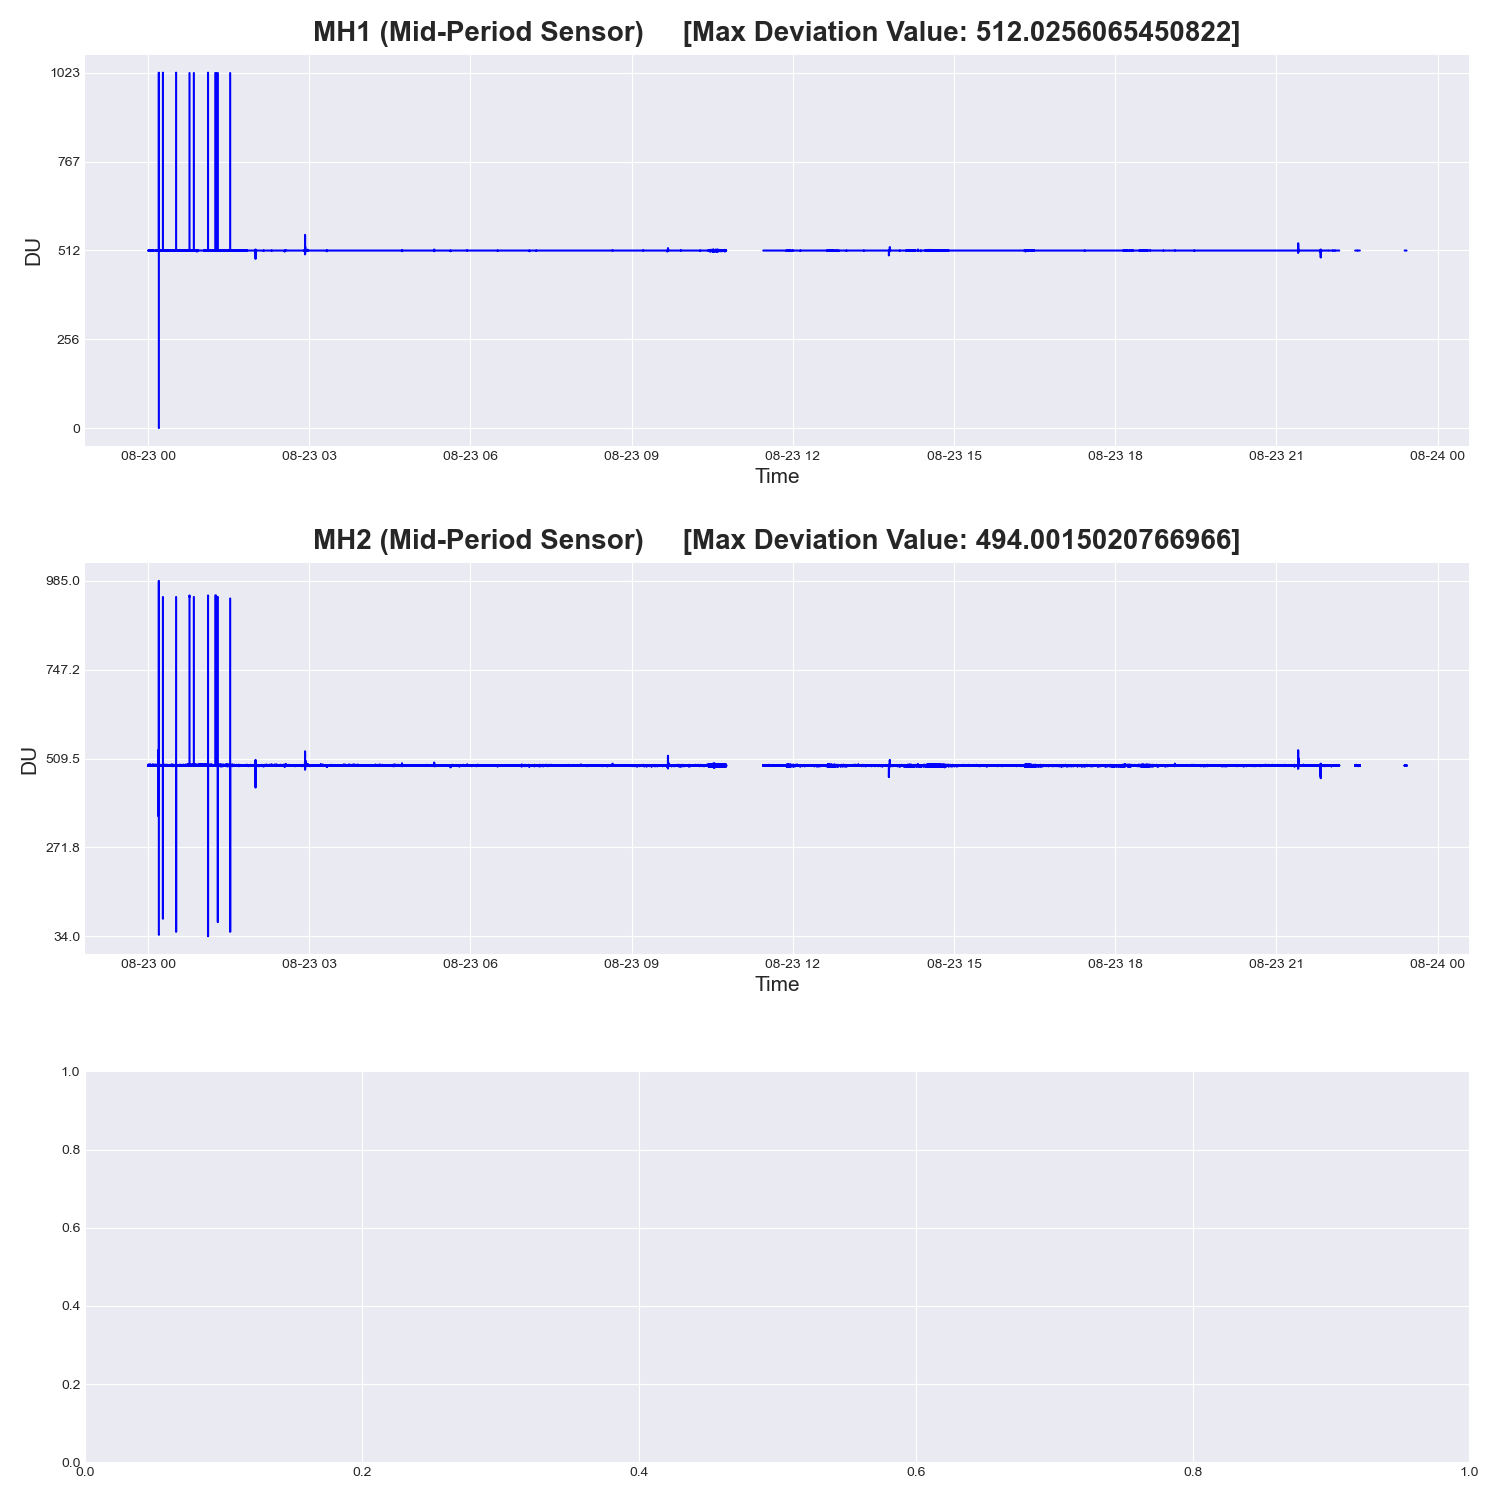 MH1 (Mid-Period Sensor) [Max Deviation Value: 512.0256065450822]
1023
767
512
256
0
DU
08-23 00 08-23 03 08-23 06 08-23 09 08-23 12 08-23 15 08-23 18 08-23 21 08-24 00
Time
MH2 (Mid-Period Sensor) [Max Deviation Value: 494.0015020766966]
985.0
747.2
509.5
271.8
34.0
DU
08-23 00 08-23 03 08-23 06 08-23 09 08-23 12 08-23 15 08-23 18 08-23 21 08-24 00
Time
1.0
0.8
0.6
0.4
0.2
0.0
0.0 0.2 0.4 0.6 0.8 1.0